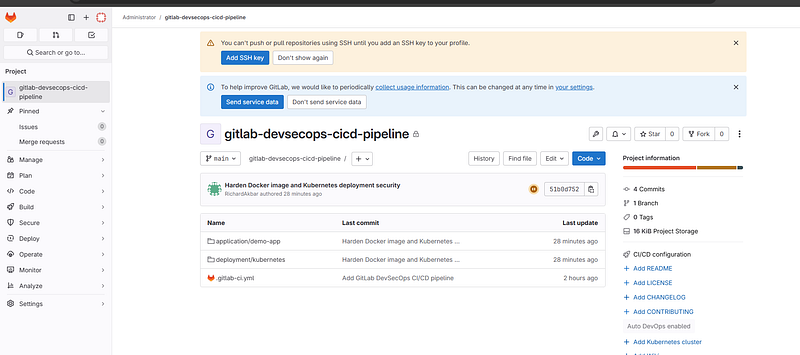 Administrator / gitlab-devsecops-cicd-pipeline
Search or go to...
Project
G gitlab-devsecops-cicd-pipeline
Pinned
Issues 0
Merge requests 0
Manage
Plan
Code
Build
Secure
Deploy
Operate
Monitor
Analyze
Settings
You can't push or pull repositories using SSH until you add an SSH key to your profile.
Add SSH key Don't show again
To help improve GitLab, we would like to periodically collect usage information. This can be changed at any time in your settings.
Send service data Don't send service data
G gitlab-devsecops-cicd-pipeline
Star 0 Fork 0
main gitlab-devsecops-cicd-pipeline / +
History Find file Edit Code
Harden Docker image and Kubernetes deployment security
RichardAkbar authored 28 minutes ago
51b0d752
Name Last commit Last update
application/demo-app Harden Docker image and Kubernetes ... 28 minutes ago
deployment/kubernetes Harden Docker image and Kubernetes ... 28 minutes ago
.gitlab-ci.yml Add GitLab DevSecOps CI/CD pipeline 2 hours ago
Project information
4 Commits
1 Branch
0 Tags
16 KiB Project Storage
CI/CD configuration
+ Add README
+ Add LICENSE
+ Add CHANGELOG
+ Add CONTRIBUTING
Auto DevOps enabled
+ Add Kubernetes cluster